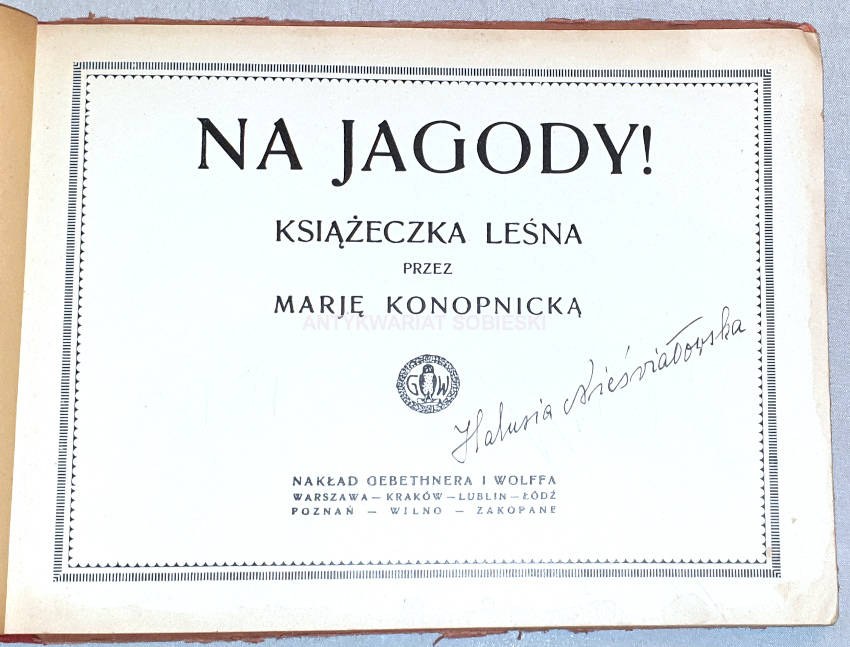 NA JAGODY!
KSIĄŻECZKA LEŚNA
PRZEZ
MARJĘ KONOPNICKĄ
ANTYKWARIAT SOBIESKI
G W
Halusia Nieświatowska
NAKŁAD GEBETHNERA I WOLFFA
WARSZAWA — KRAKÓW — LUBLIN — ŁÓDŹ
POZNAŃ — WILNO — ZAKOPANE